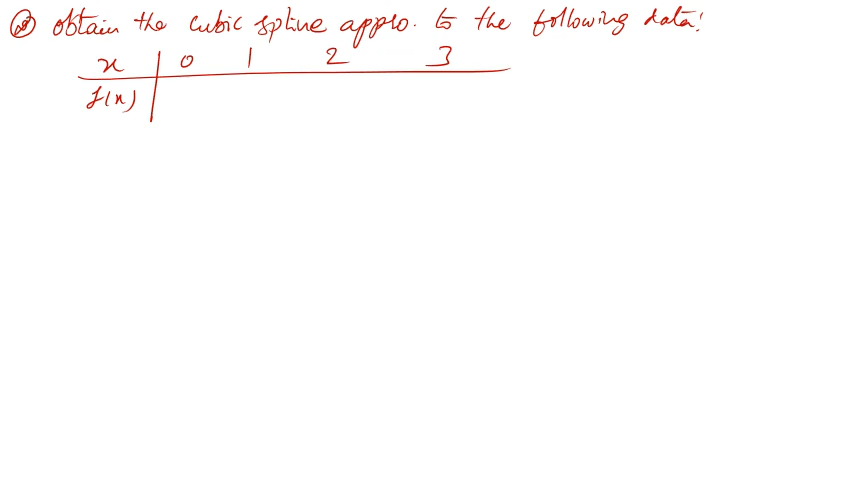 Obtain the cubic spline appro. to the following data:
x 0 1 2 3
f(x)